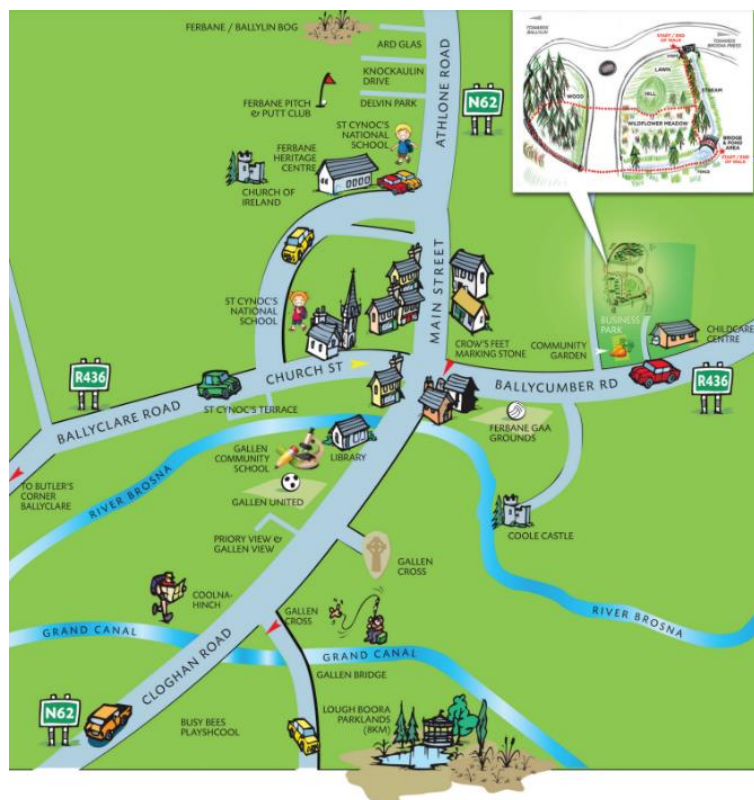 FERBANE / BALLYLIN BOG
ARD GLAS
KNOCKAULIN
DRIVE
DELVIN PARK
FERBANE PITCH
& PUTT CLUB
ST CYNOC'S
NATIONAL
SCHOOL
FERBANE
HERITAGE
CENTRE
CHURCH OF
IRELAND
ATHLONE ROAD
N62
TOWARDS
BALLYLIN
START / END
OF WALK
TOWARDS
BROSNA PRESS
LAWN
HILL
WOOD
STREAM
WILDFLOWER MEADOW
BRIDGE
& POND
AREA
START / END
OF WALK
ST CYNOC'S
NATIONAL
SCHOOL
MAIN STREET
CROW'S FEET
MARKING STONE
BUSINESS
PARK
COMMUNITY
GARDEN
CHILDCARE
CENTRE
R436
BALLYCLARE ROAD
CHURCH ST
BALLYCUMBER RD
R436
ST CYNOC'S TERRACE
FERBANE GAA
GROUNDS
GALLEN
COMMUNITY
SCHOOL
LIBRARY
TO BUTLER'S
CORNER
BALLYCLARE
RIVER BROSNA
GALLEN UNITED
COOLE CASTLE
PRIORY VIEW &
GALLEN VIEW
GALLEN
CROSS
COOLNA-
HINCH
GALLEN
CROSS
RIVER BROSNA
GRAND CANAL
CLOGHAN ROAD
GRAND CANAL
GALLEN BRIDGE
N62
BUSY BEES
PLAYSHCOOL
LOUGH BOORA
PARKLANDS
(8KM)